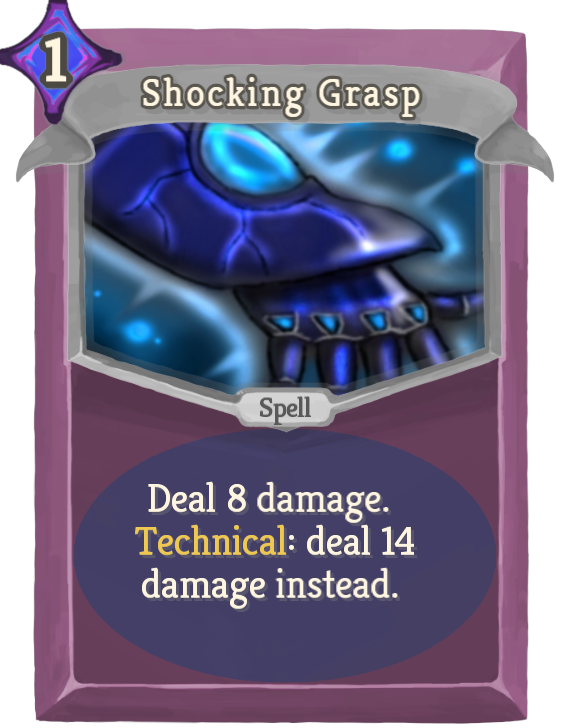 1
Shocking Grasp
Spell
Deal 8 damage.
Technical: deal 14
damage instead.